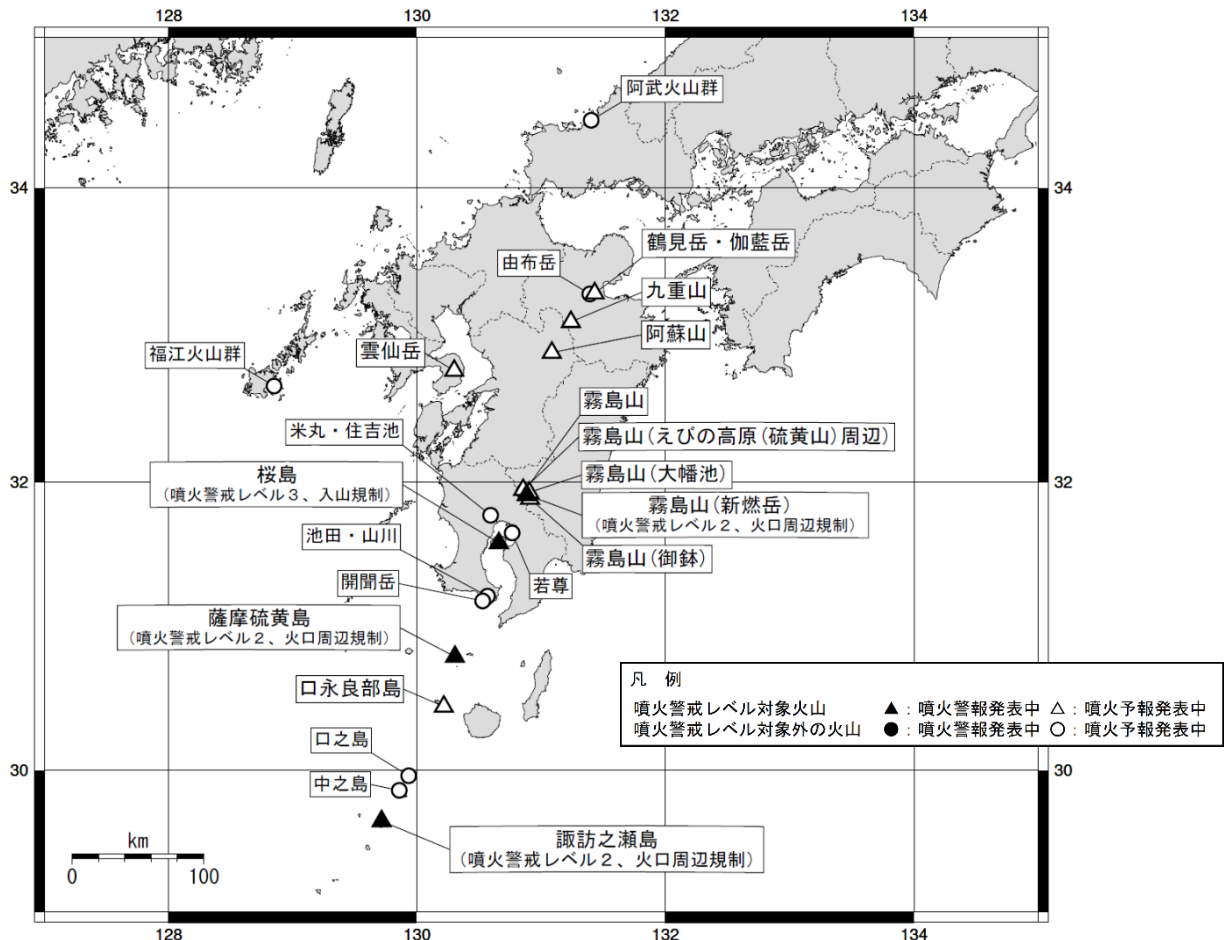 128
130
132
134
阿武火山群
34
34
鶴見岳・伽藍岳
由布岳
九重山
阿蘇山
雲仙岳
福江火山群
霧島山
米丸・住吉池
霧島山(えびの高原(硫黄山)周辺)
桜島
(噴火警戒レベル3、入山規制)
霧島山(大幡池)
32
32
霧島山(新燃岳)
(噴火警戒レベル2、火口周辺規制)
池田・山川
霧島山(御鉢)
開聞岳
若尊
薩摩硫黄島
(噴火警戒レベル2、火口周辺規制)
口永良部島
凡 例
噴火警戒レベル対象火山 ▲:噴火警報発表中 △:噴火予報発表中
噴火警戒レベル対象外の火山 ●:噴火警報発表中 ○:噴火予報発表中
口之島
30
30
中之島
諏訪之瀬島
(噴火警戒レベル2、火口周辺規制)
km
0 100
128
130
132
134